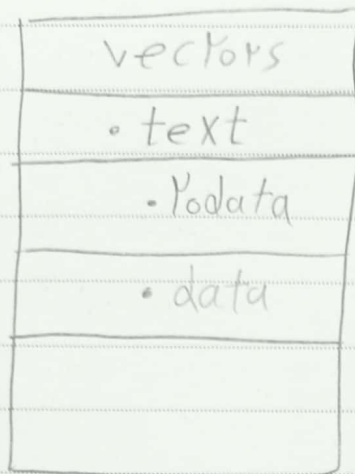 vectors
.text
.rodata
.data